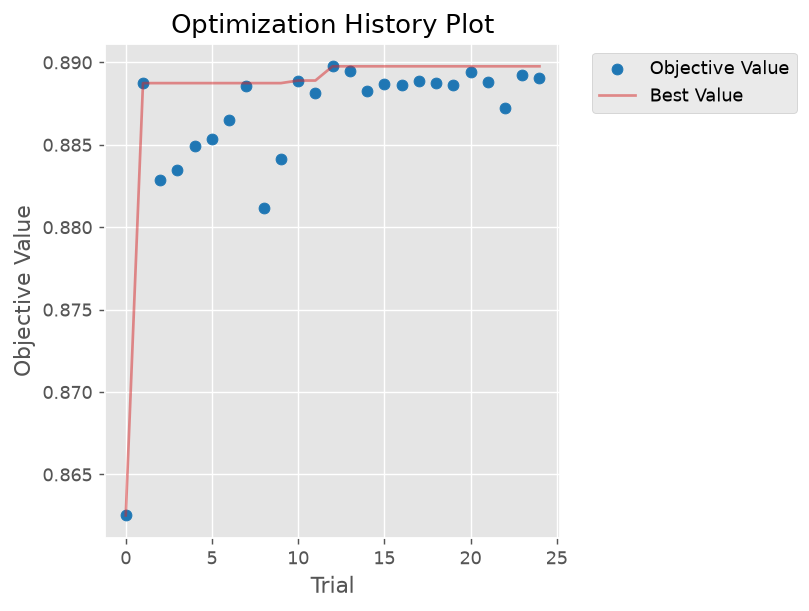 Optimization History Plot
Objective Value
Best Value
0.890
0.885
0.880
0.875
0.870
0.865
Objective Value
0 5 10 15 20 25
Trial